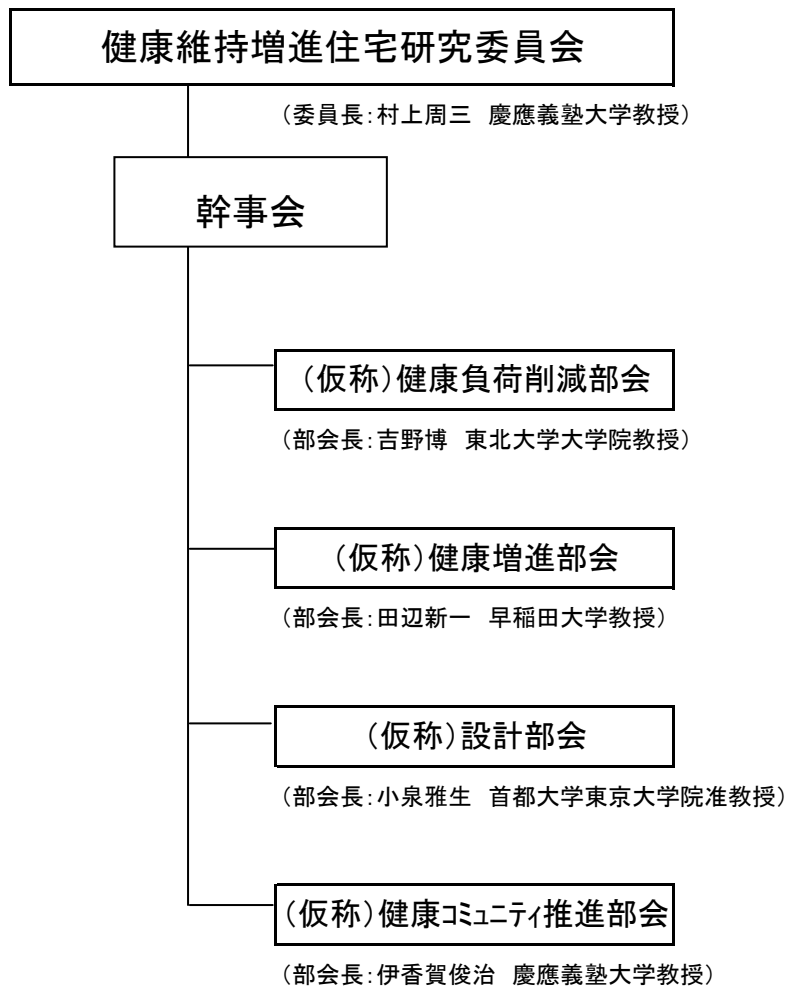 健康維持増進住宅研究委員会
（委員長：村上周三　慶應義塾大学教授）
幹事会
（仮称）健康負荷削減部会
（部会長：吉野博　東北大学大学院教授）
（仮称）健康増進部会
（部会長：田辺新一　早稲田大学教授）
（仮称）設計部会
（部会長：小泉雅生　首都大学東京大学院准教授）
（仮称）健康ｺﾐｭﾆﾃｨ推進部会
（部会長：伊香賀俊治　慶應義塾大学教授）